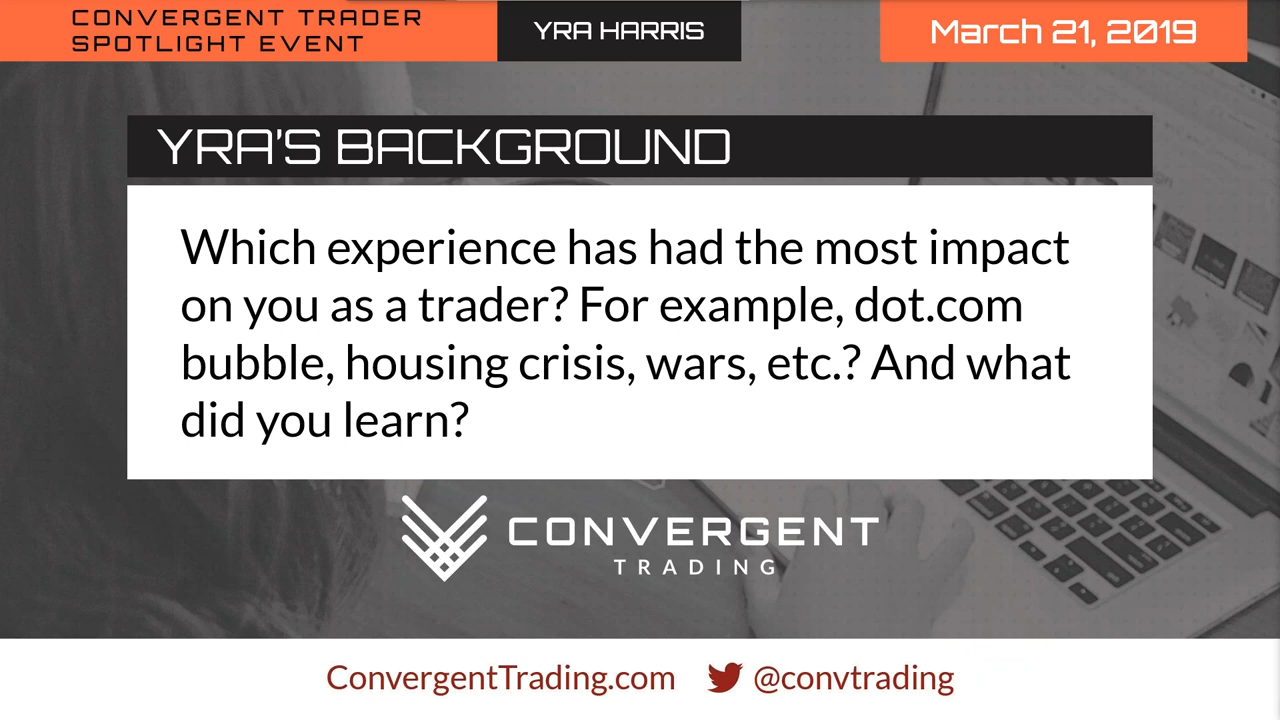 CONVERGENT TRADER
SPOTLIGHT EVENT
YRA HARRIS
March 21, 2019
YRA'S BACKGROUND
Which experience has had the most impact
on you as a trader? For example, dot.com
bubble, housing crisis, wars, etc.? And what
did you learn?
CONVERGENT
TRADING
ConvergentTrading.com
@convtrading